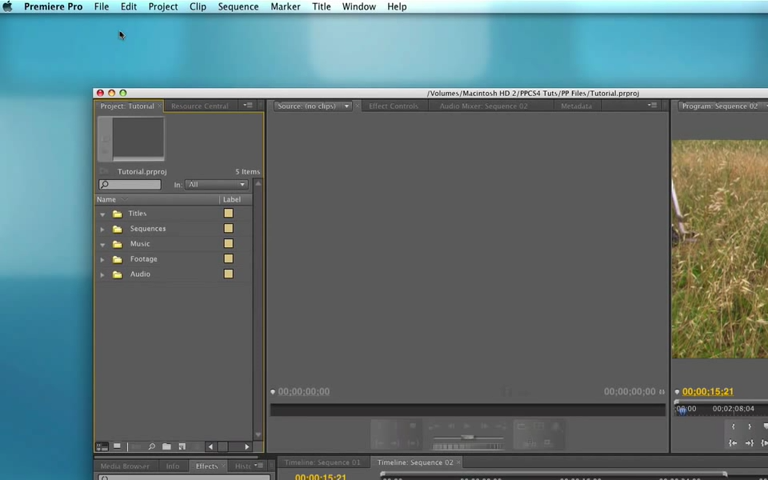 Premiere Pro File Edit Project Clip Sequence Marker Title Window Help
/Volumes/Macintosh HD 2/PPCS4 Tuts/PP Files/Tutorial.prproj
Project: Tutorial Resource Central Source: (no clips) Effect Controls Audio Mixer: Sequence 02 Metadata Program: Sequence 02
Tutorial.prproj 5 Items
In: All
Name Label
Titles
Sequences
Music
Footage
Audio
00;00;00;00 00;00;00;00 00;00;15;21
00;02;08;04
Media Browser Info Effects Timeline: Sequence 01 Timeline: Sequence 02
00;00;15;21